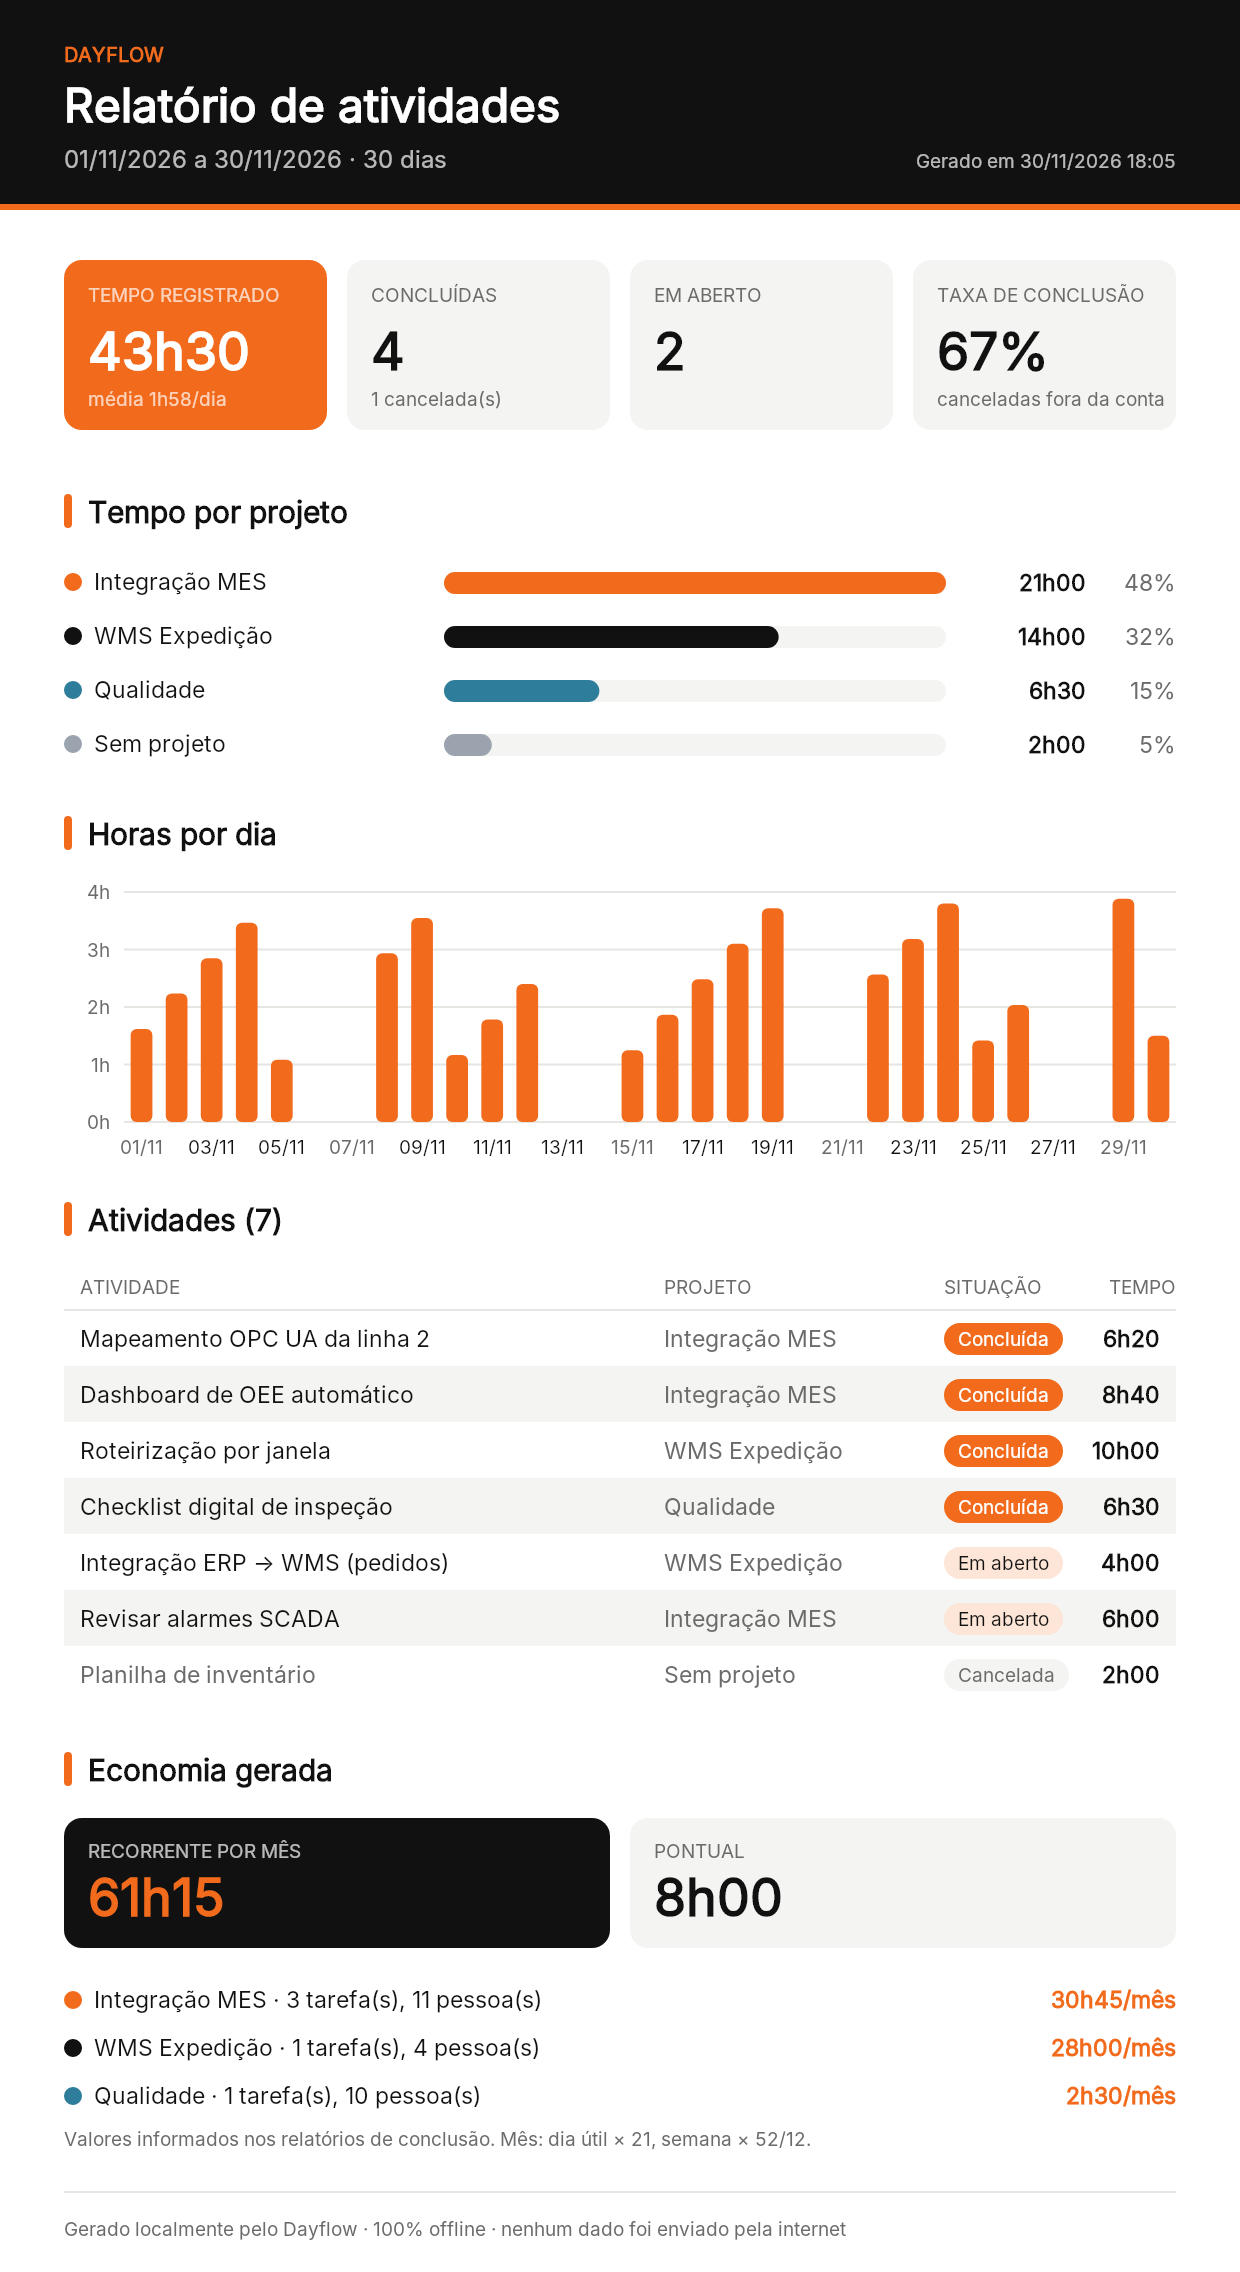 DAYFLOW
Relatório de atividades
01/11/2026 a 30/11/2026 · 30 dias
Gerado em 30/11/2026 18:05
TEMPO REGISTRADO
43h30
média 1h58/dia
CONCLUÍDAS
4
1 cancelada(s)
EM ABERTO
2
TAXA DE CONCLUSÃO
67%
canceladas fora da conta
Tempo por projeto
Integração MES 21h00 48%
WMS Expedição 14h00 32%
Qualidade 6h30 15%
Sem projeto 2h00 5%
Horas por dia
4h
3h
2h
1h
0h
01/11 03/11 05/11 07/11 09/11 11/11 13/11 15/11 17/11 19/11 21/11 23/11 25/11 27/11 29/11
Atividades (7)
ATIVIDADE PROJETO SITUAÇÃO TEMPO
Mapeamento OPC UA da linha 2 Integração MES Concluída 6h20
Dashboard de OEE automático Integração MES Concluída 8h40
Roteirização por janela WMS Expedição Concluída 10h00
Checklist digital de inspeção Qualidade Concluída 6h30
Integração ERP → WMS (pedidos) WMS Expedição Em aberto 4h00
Revisar alarmes SCADA Integração MES Em aberto 6h00
Planilha de inventário Sem projeto Cancelada 2h00
Economia gerada
RECORRENTE POR MÊS
61h15
PONTUAL
8h00
Integração MES · 3 tarefa(s), 11 pessoa(s) 30h45/mês
WMS Expedição · 1 tarefa(s), 4 pessoa(s) 28h00/mês
Qualidade · 1 tarefa(s), 10 pessoa(s) 2h30/mês
Valores informados nos relatórios de conclusão. Mês: dia útil × 21, semana × 52/12.
Gerado localmente pelo Dayflow · 100% offline · nenhum dado foi enviado pela internet